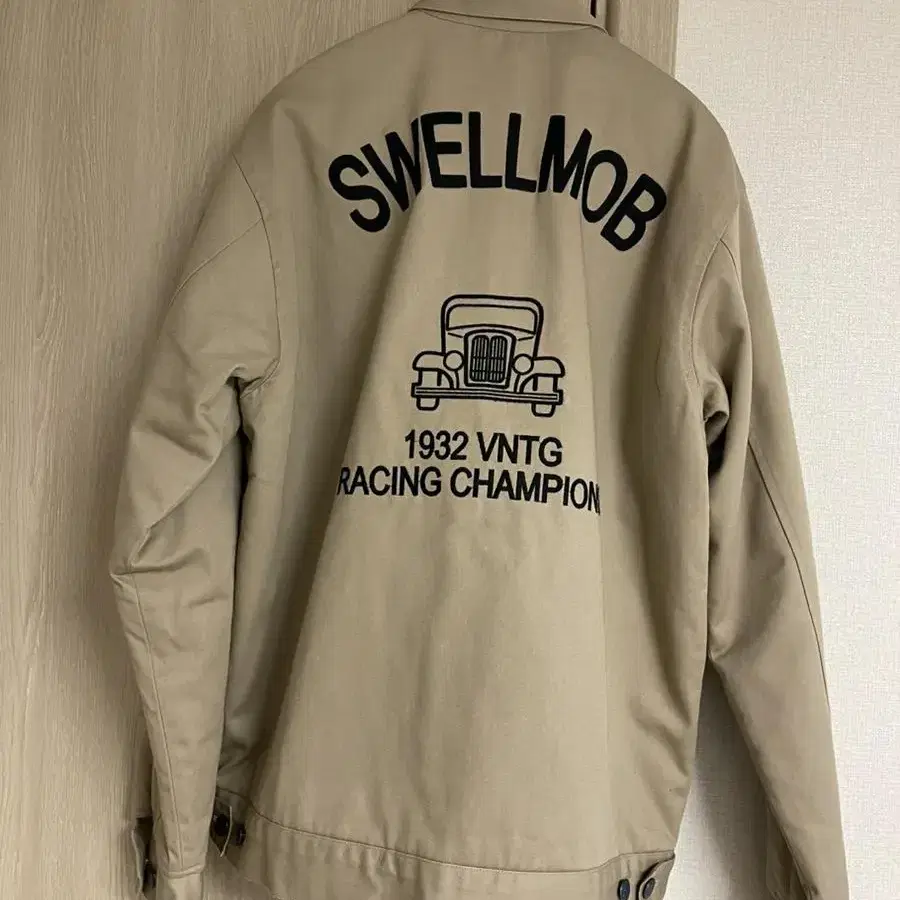 SWELLMOB
1932 VNTG
RACING CHAMPION